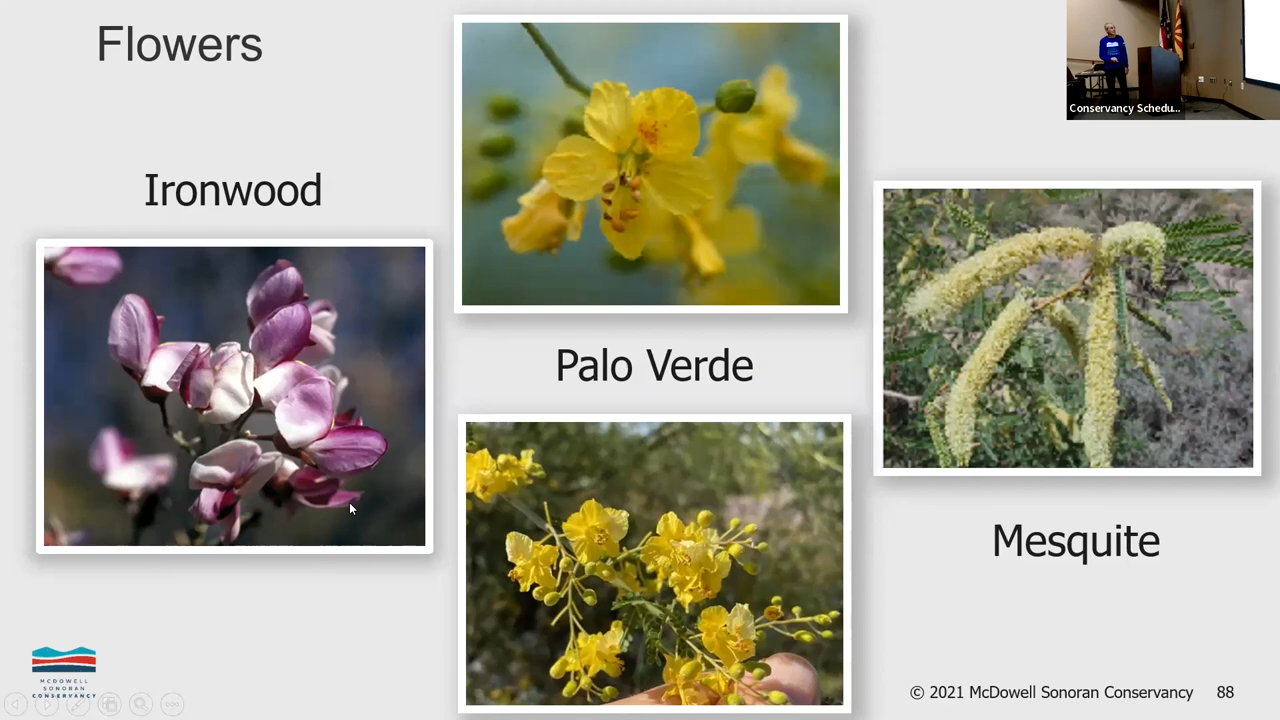 Flowers
Conservancy Schedu...
Ironwood
Palo Verde
Mesquite
MCDOWELL
SONORAN
CONSERVANCY
© 2021 McDowell Sonoran Conservancy 88